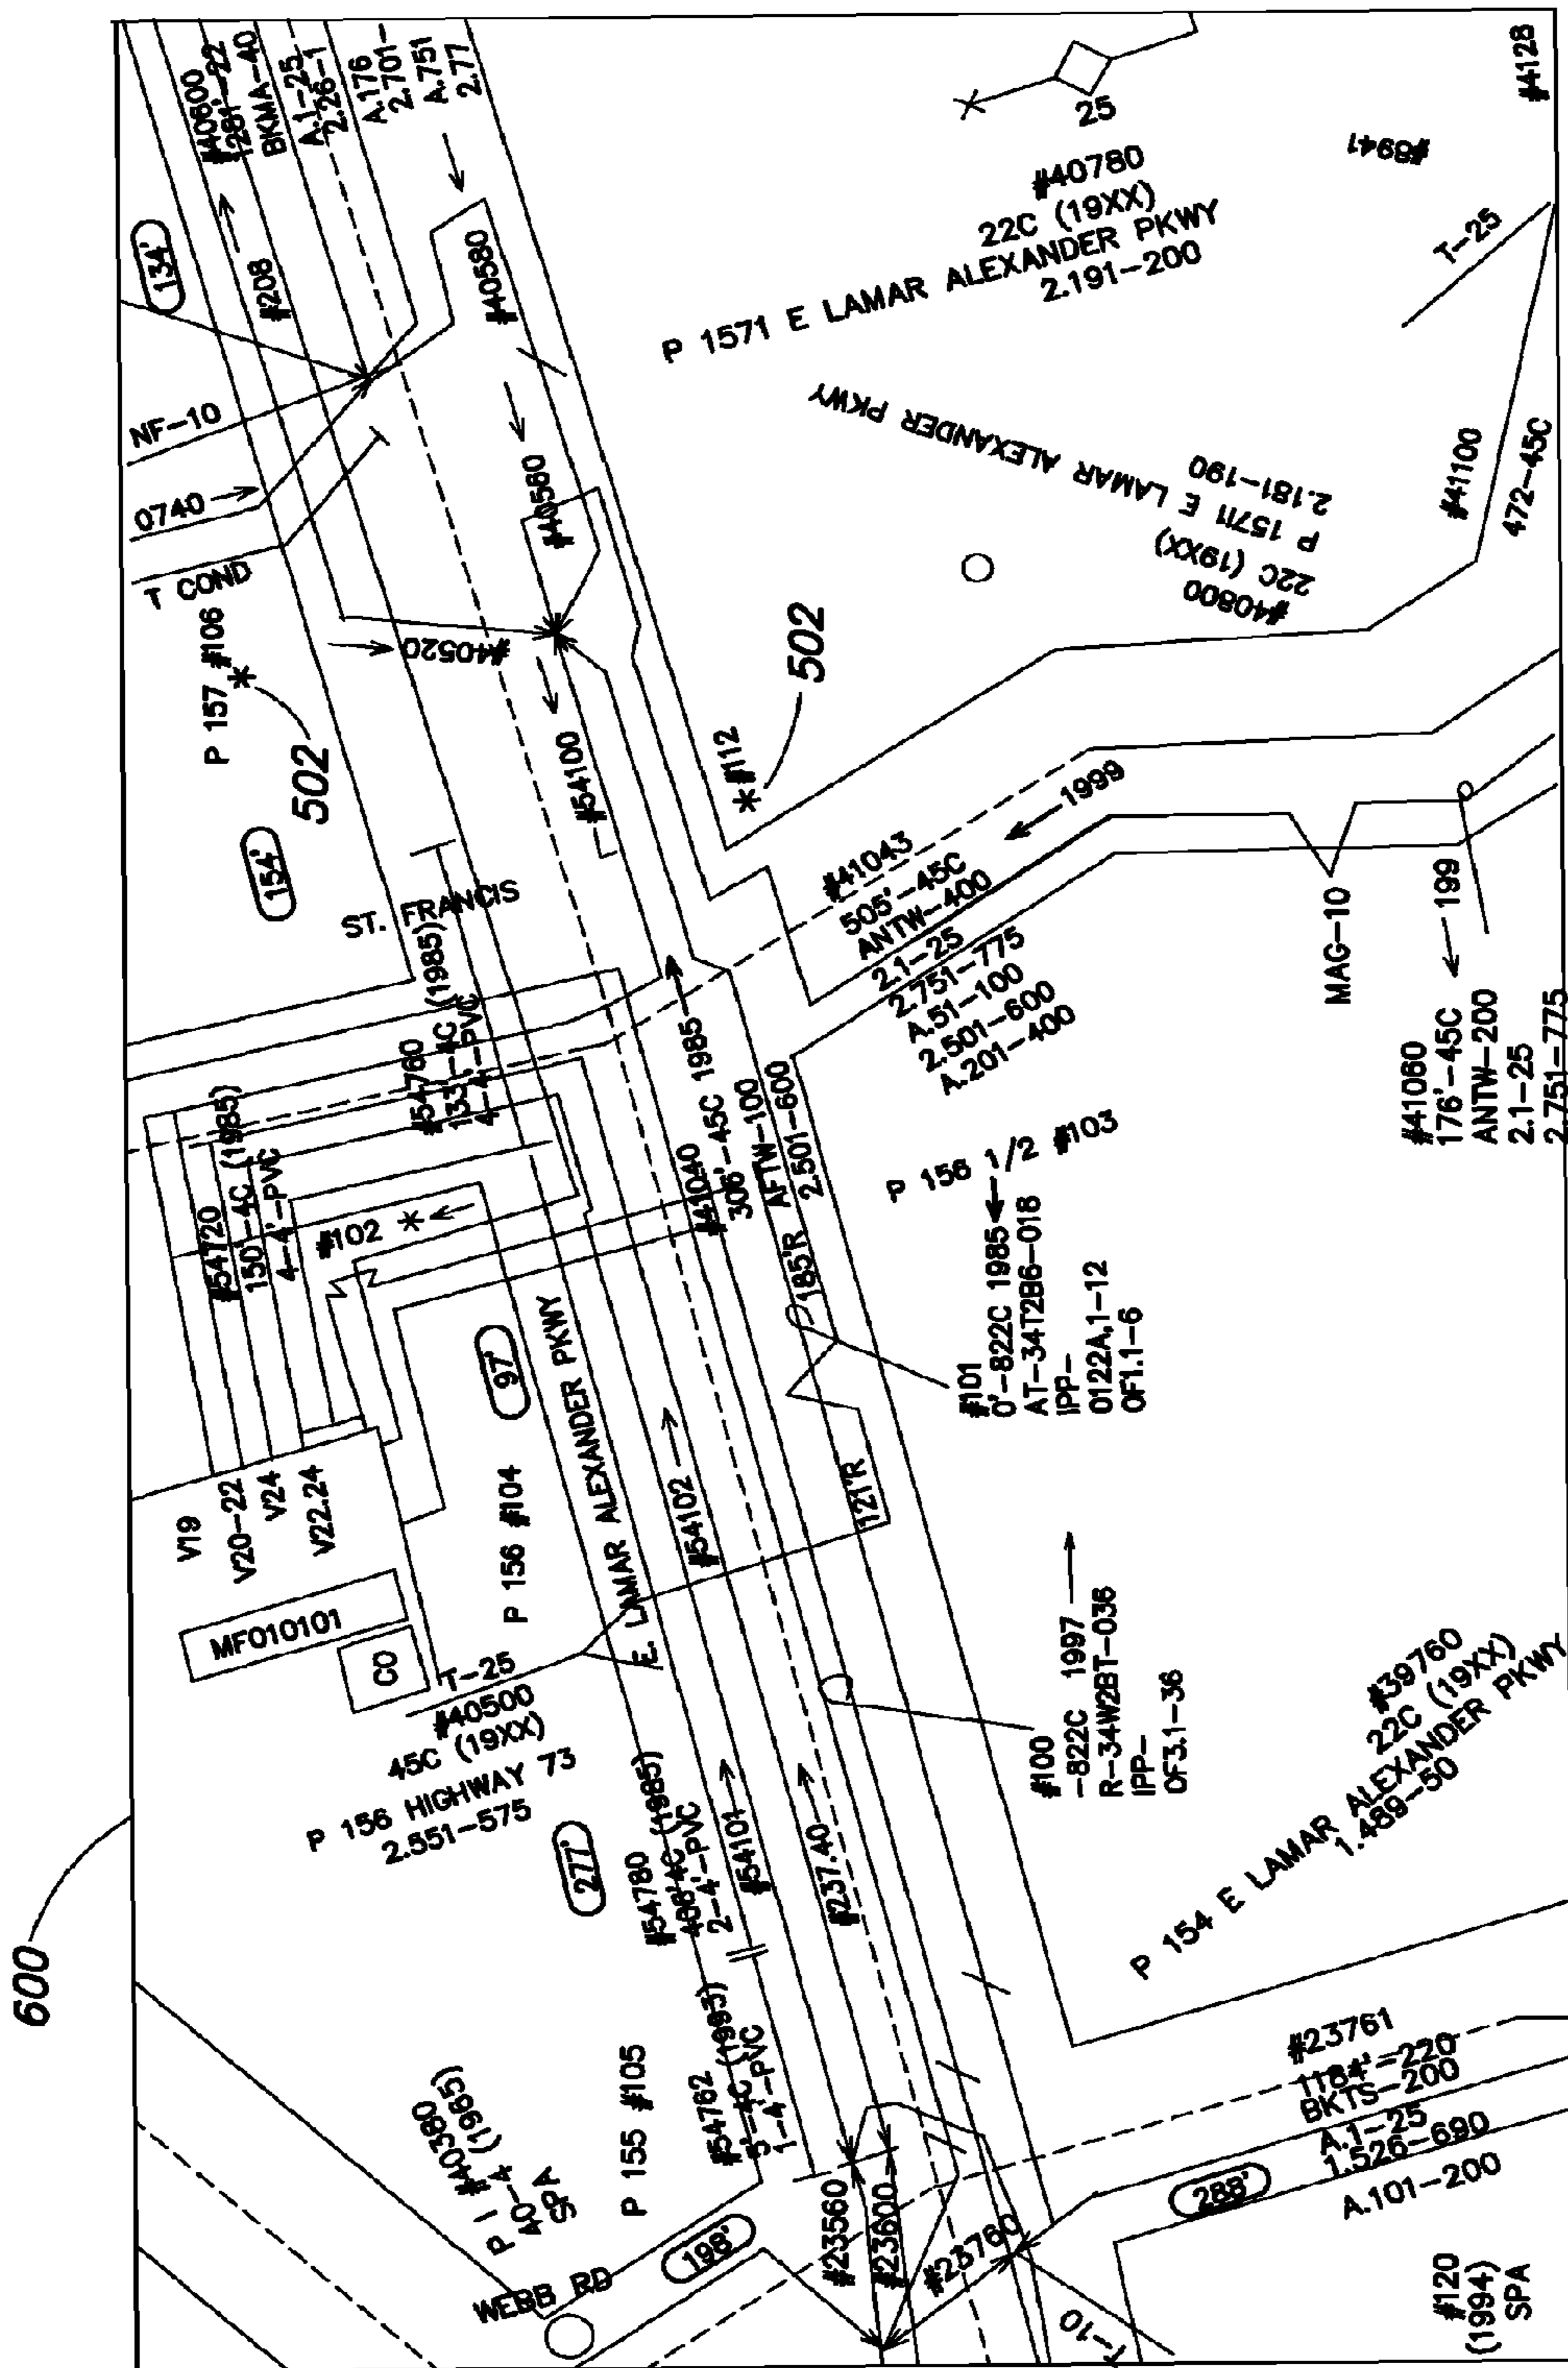 600
134'
#40600
1281'-22
BKMA-40
A.1-25
2.26-1
A.176
2.701-
A.751
2.77
#208
NF-10
0740
T COND
#40580
#40560
#40520
P 157 #106
502
154'
ST. FRANCIS
#54100
#112
502
25
#40780
22C (19XX)
P 1571 E LAMAR ALEXANDER PKWY
2.191-200
#4128
#8941
T-25
P 1571 E LAMAR ALEXANDER PKWY
2.181-190
22C (19XX)
#40800
#41100
472-45C
1999
#41043
505'-45C
ANTW-400
2.1-25
2.751-775
A.51-100
2.501-600
A.201-400
MAG-10
199
#41060
176'-45C
ANTW-200
2.1-25
2.751-775
#54760
133'-4C (1985)
4-4'-PVC
#54720
150'-4C (1985)
4-4'-PVC
#102
#41040
306'-45C 1985
AFTW-100
2.501-600
P 156 1/2 #103
185'R
#101
0'-822C 1985
AT-34T2B6-018
IPP-
0122A,1-12
OF1.1-6
97'
E. LAMAR ALEXANDER PKWY
P 156 #104
#54102
121'R
V19
V20-22
V24
V22.24
MF010101
CO
T-25
#40500
45C (19XX)
P 156 HIGHWAY 73
2.551-575
277'
#54780 (1985)
406'4C
2-4'-PVC
#54101
#237.40
#100
-822C 1997
R-34W2BT-036
IPP-
OF3.1-36
#39760
22C (19XX)
P 154 E LAMAR ALEXANDER PKWY
1.489-50
P 1 #40380
40-4 (1965)
SPA
P 155 #105
#54762
5'-4C (1993)
1-4'-PVC
WEBB RD
198'
#23560
#23600
#23760
T-10
288'
#23761
1184'-220
BKTS-200
A.1-25
1.526-690
A.101-200
#120
(1994)
SPA